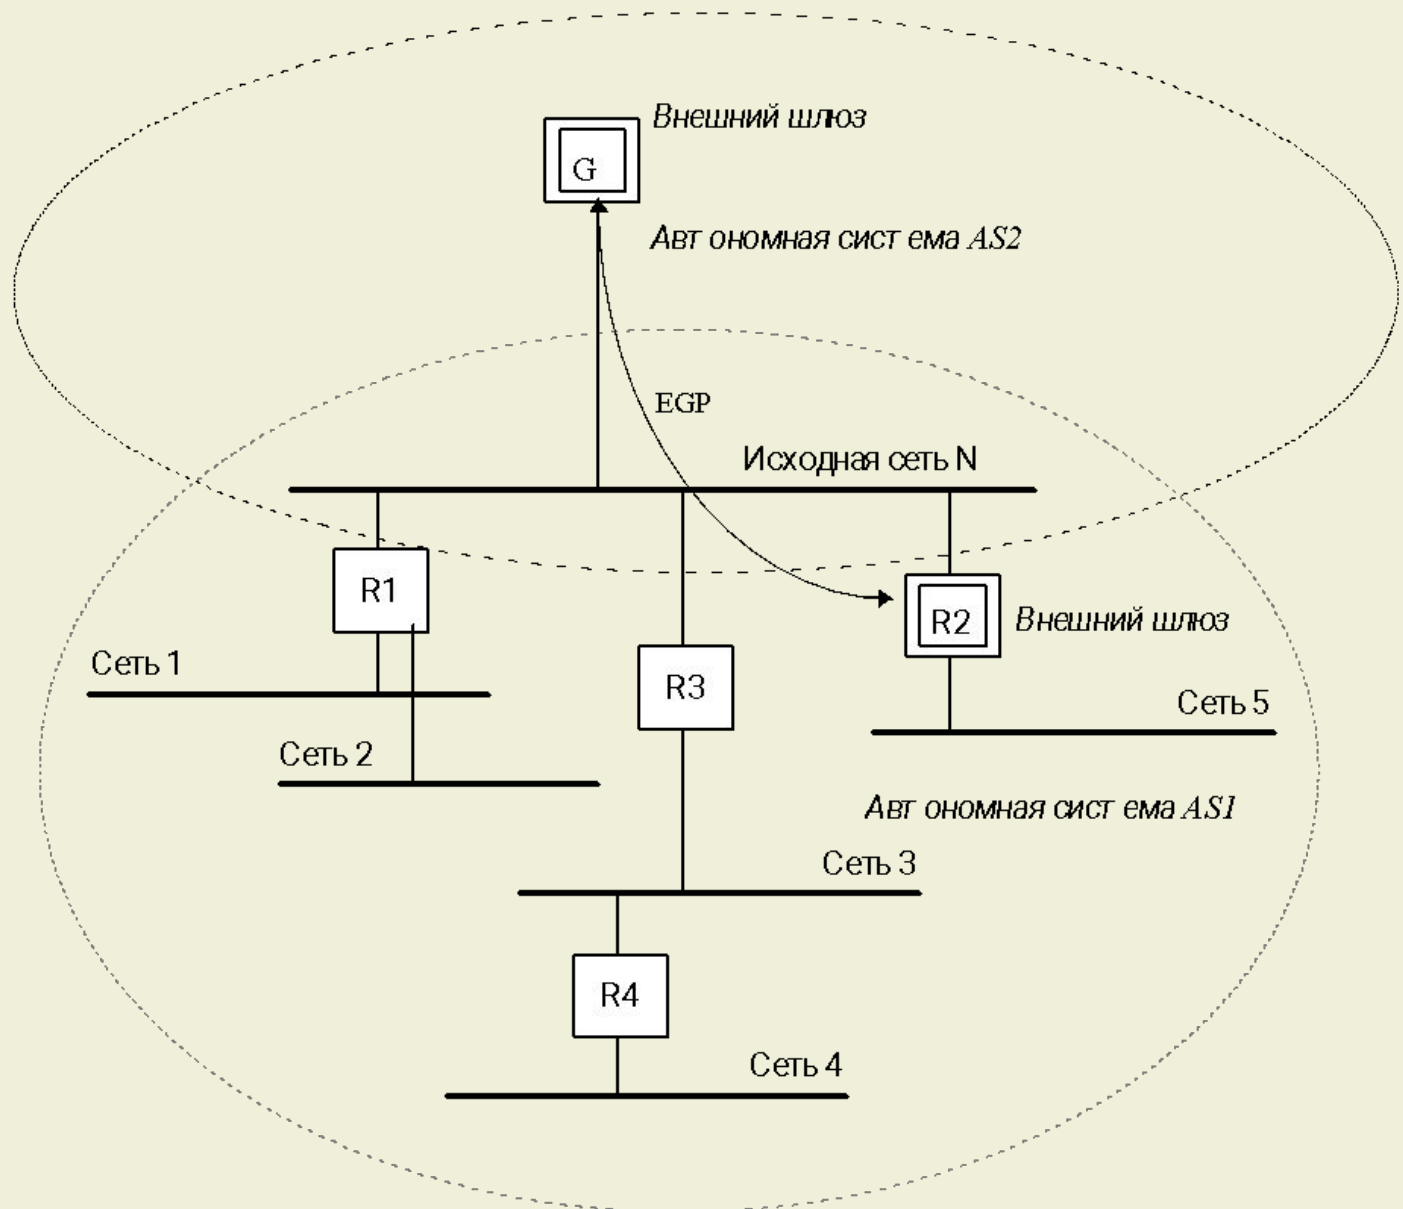 Внешний шлюз
G
Авт ономная сист ема AS2
EGP
Исходная сеть N
R1
R2
Внешний шлюз
Сеть 1
R3
Сеть 5
Сеть 2
Авт ономная сист ема AS1
Сеть 3
R4
Сеть 4